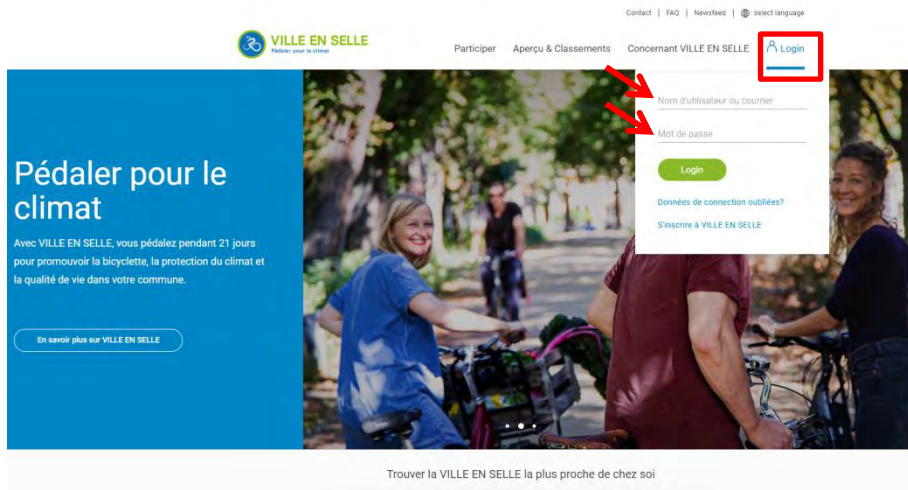 Contact | FAQ | Newsfeed | select language
VILLE EN SELLE
Pédaler pour le climat
Participer Aperçu & Classements Concernant VILLE EN SELLE Login
Nom d'utilisateur ou courrier
Mot de passe
Login
Données de connection oubliées?
S'inscrire à VILLE EN SELLE
Pédaler pour le
climat
Avec VILLE EN SELLE, vous pédalez pendant 21 jours
pour promouvoir la bicyclette, la protection du climat et
la qualité de vie dans votre commune.
En savoir plus sur VILLE EN SELLE
Trouver la VILLE EN SELLE la plus proche de chez soi